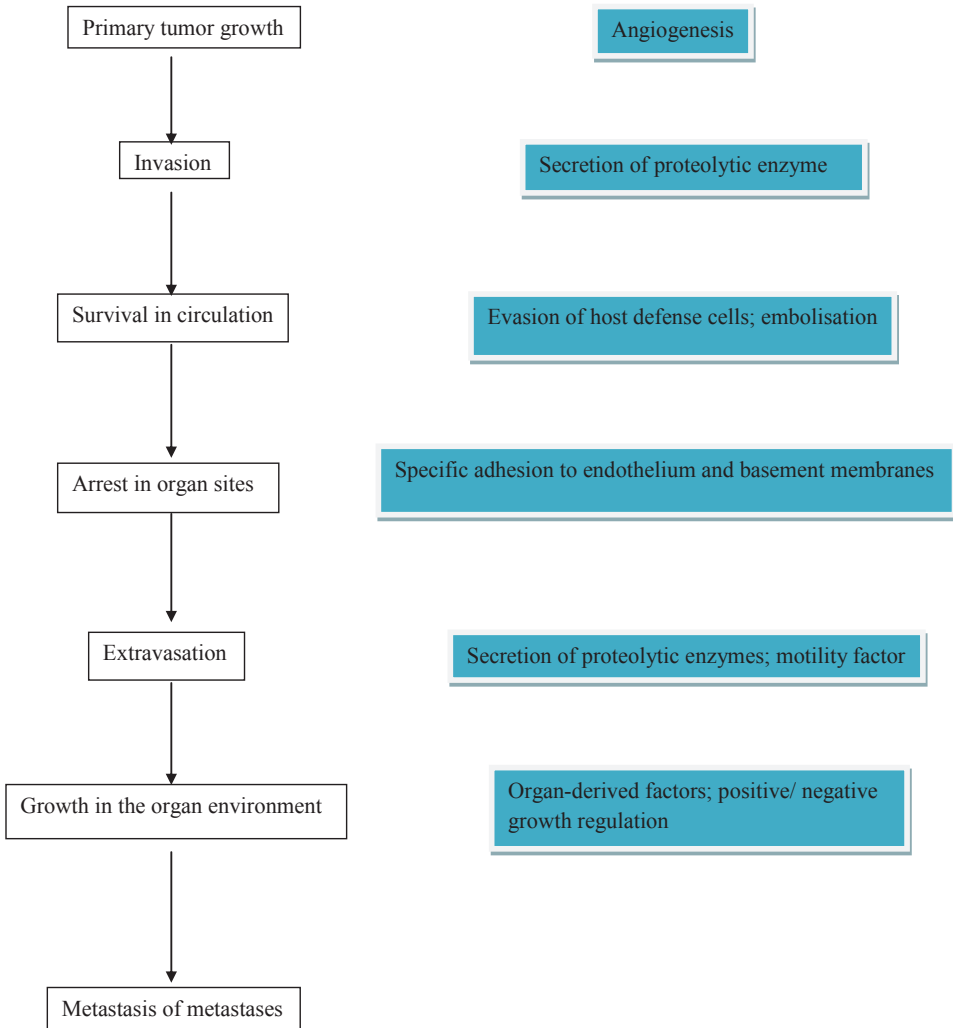 Primary tumor growth
Angiogenesis
Invasion
Secretion of proteolytic enzyme
Survival in circulation
Evasion of host defense cells; embolisation
Arrest in organ sites
Specific adhesion to endothelium and basement membranes
Extravasation
Secretion of proteolytic enzymes; motility factor
Growth in the organ environment
Organ-derived factors; positive/ negative
growth regulation
Metastasis of metastases